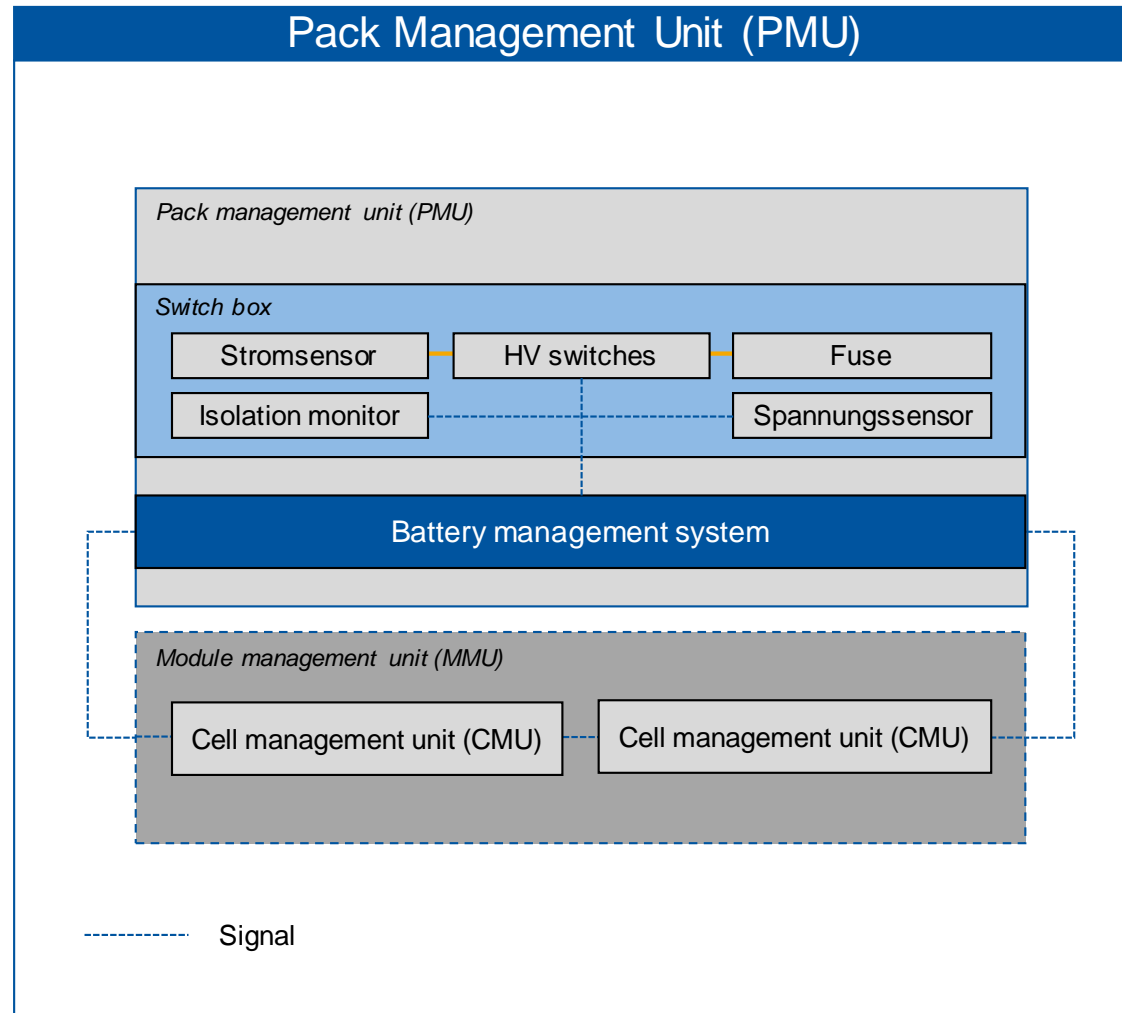 Pack Management Unit (PMU)
Pack management unit (PMU)
Switch box
Stromsensor
HV switches
Fuse
Isolation monitor
Spannungssensor
Battery management system
Module management unit (MMU)
Cell management unit (CMU)
Cell management unit (CMU)
Signal